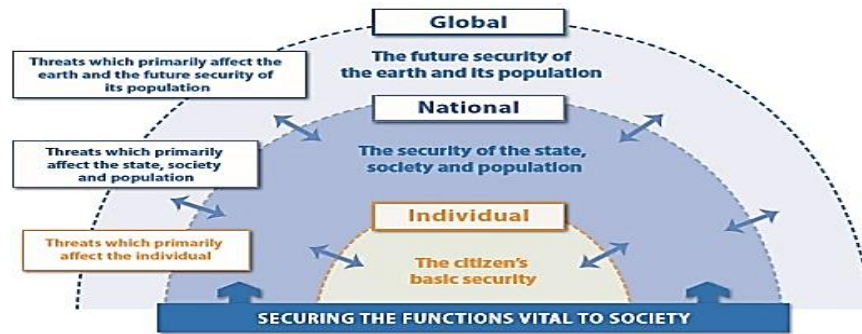 Global
The future security of
the earth and its population
Threats which primarily affect the
earth and the future security of
its population
National
The security of the state,
society and population
Threats which primarily
affect the state, society
and population
Individual
The citizen's
basic security
Threats which primarily
affect the individual
SECURING THE FUNCTIONS VITAL TO SOCIETY